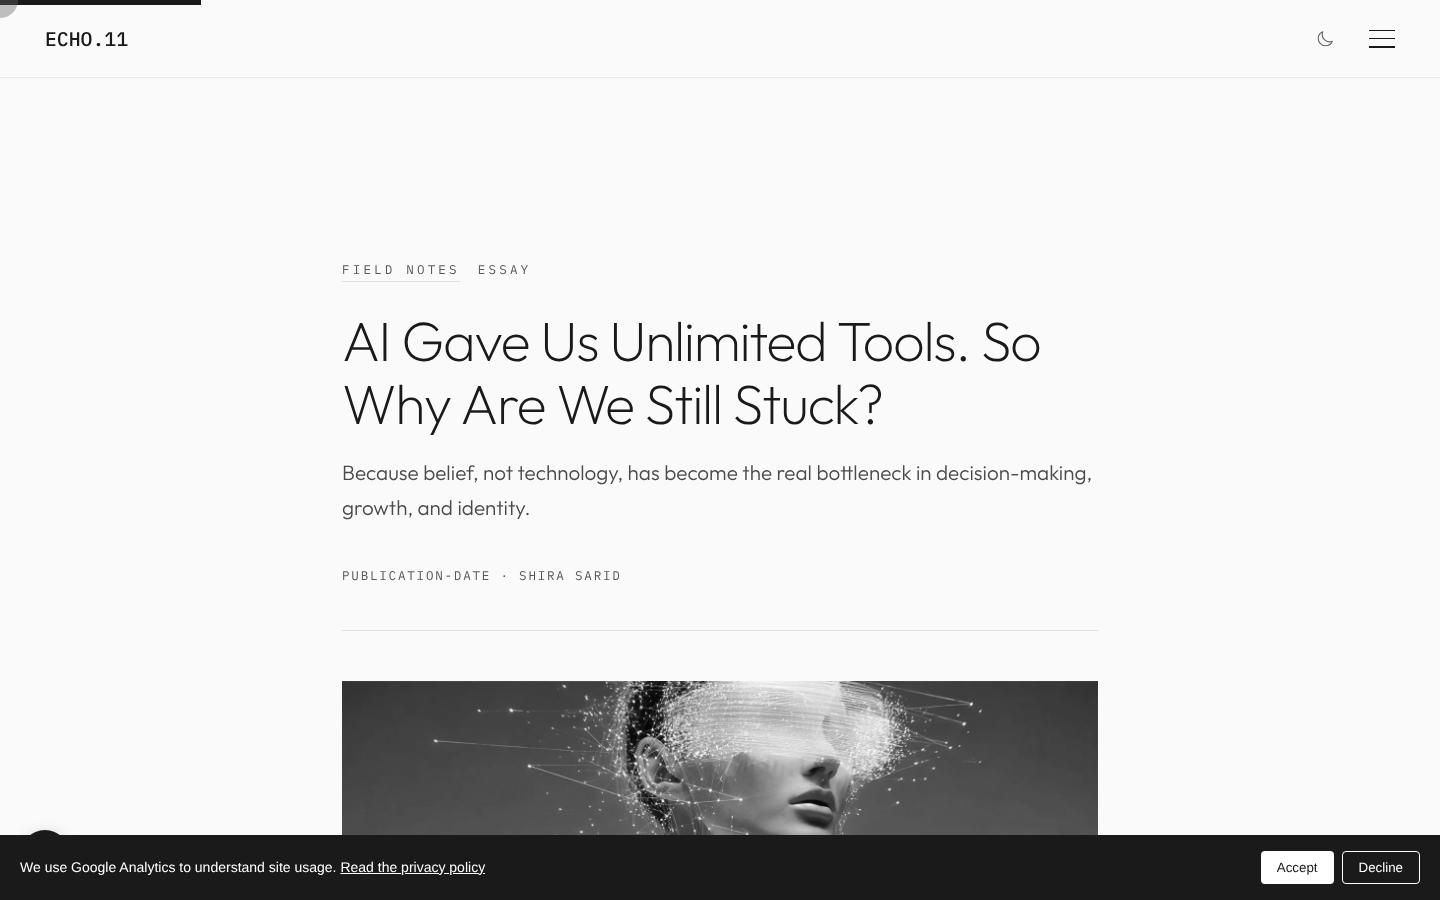 ECHO.11
FIELD NOTES ESSAY
AI Gave Us Unlimited Tools. So
Why Are We Still Stuck?
Because belief, not technology, has become the real bottleneck in decision-making,
growth, and identity.
PUBLICATION-DATE · SHIRA SARID
We use Google Analytics to understand site usage. Read the privacy policy
Accept
Decline